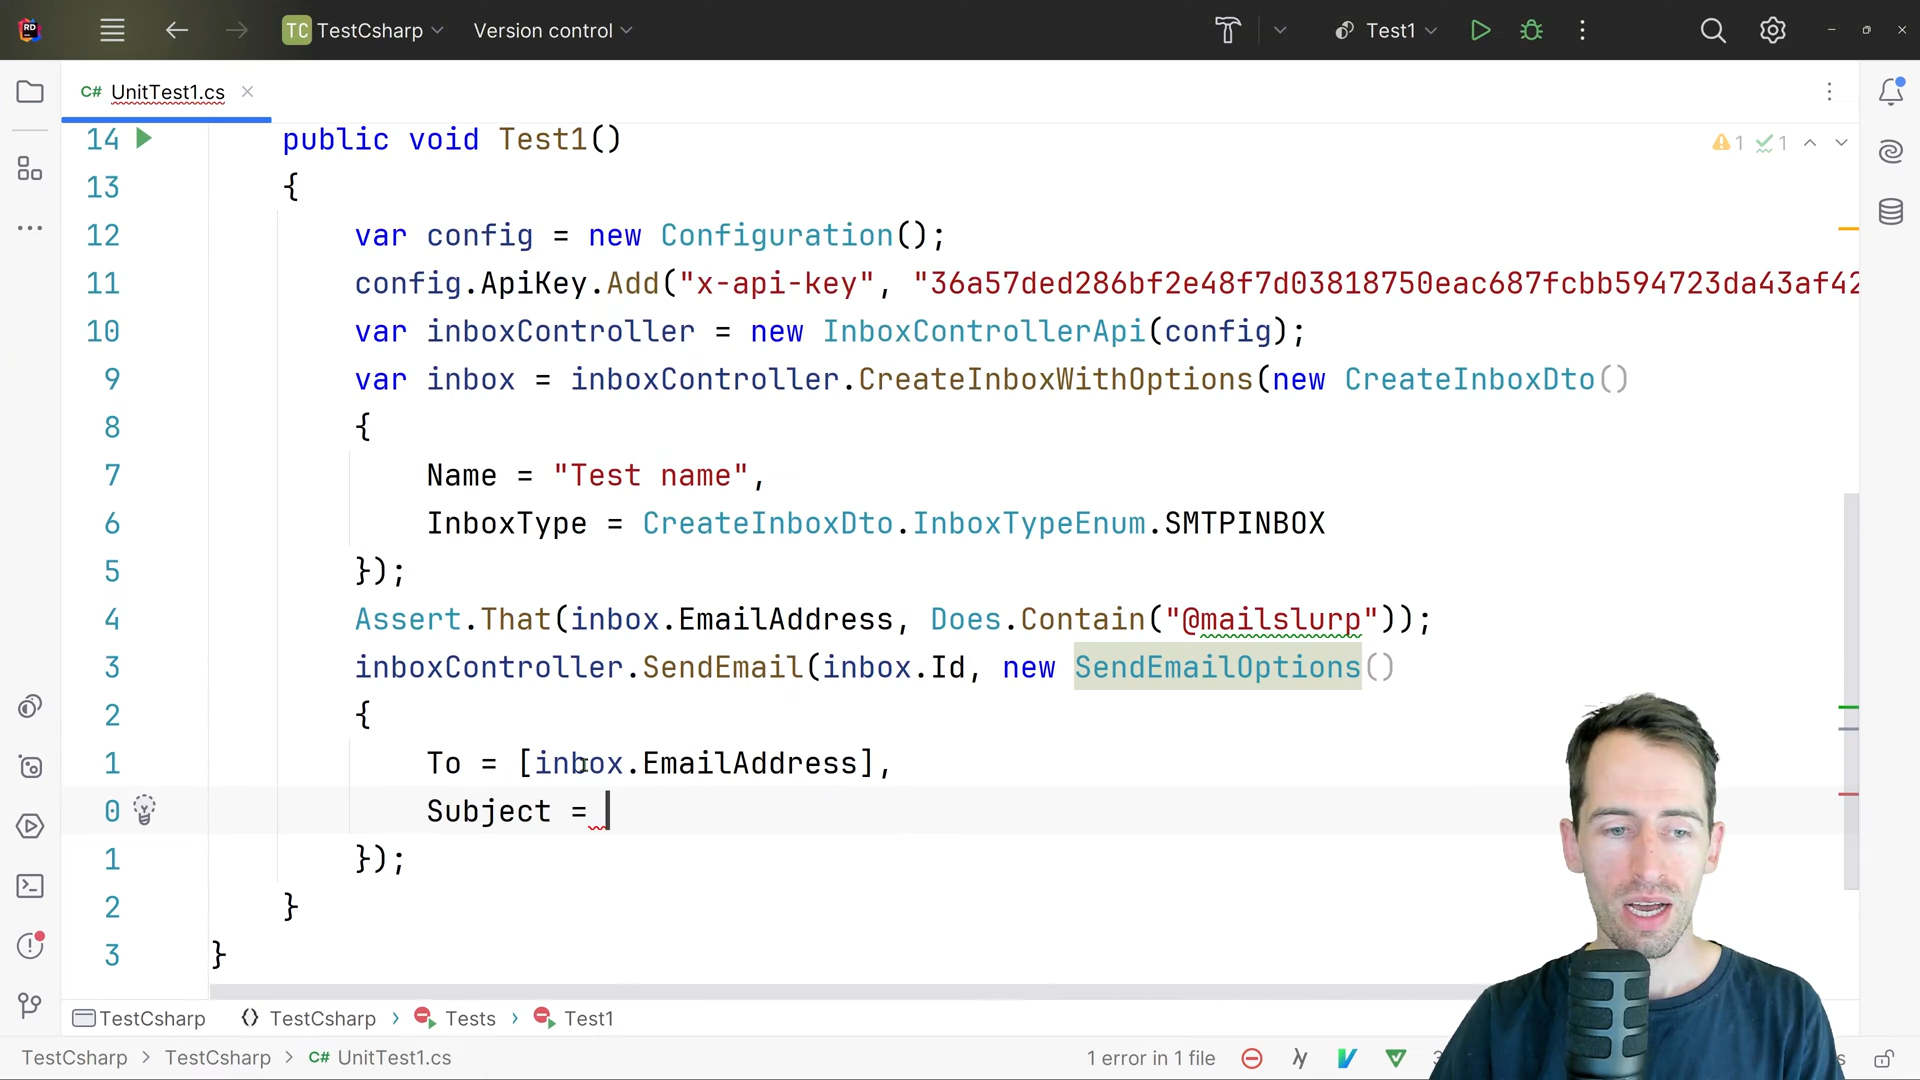 RD TC TestCsharp Version control Test1
C# UnitTest1.cs
14 public void Test1() 1 1
13 {
12 var config = new Configuration();
11 config.ApiKey.Add("x-api-key", "36a57ded286bf2e48f7d03818750eac687fcbb594723da43af42
10 var inboxController = new InboxControllerApi(config);
9 var inbox = inboxController.CreateInboxWithOptions(new CreateInboxDto()
8 {
7 Name = "Test name",
6 InboxType = CreateInboxDto.InboxTypeEnum.SMTPINBOX
5 });
4 Assert.That(inbox.EmailAddress, Does.Contain("@mailslurp"));
3 inboxController.SendEmail(inbox.Id, new SendEmailOptions()
2 {
1 To = [inbox.EmailAddress],
0 Subject =
1 });
2 }
3 }
TestCsharp TestCsharp Tests Test1
TestCsharp TestCsharp C# UnitTest1.cs 1 error in 1 file